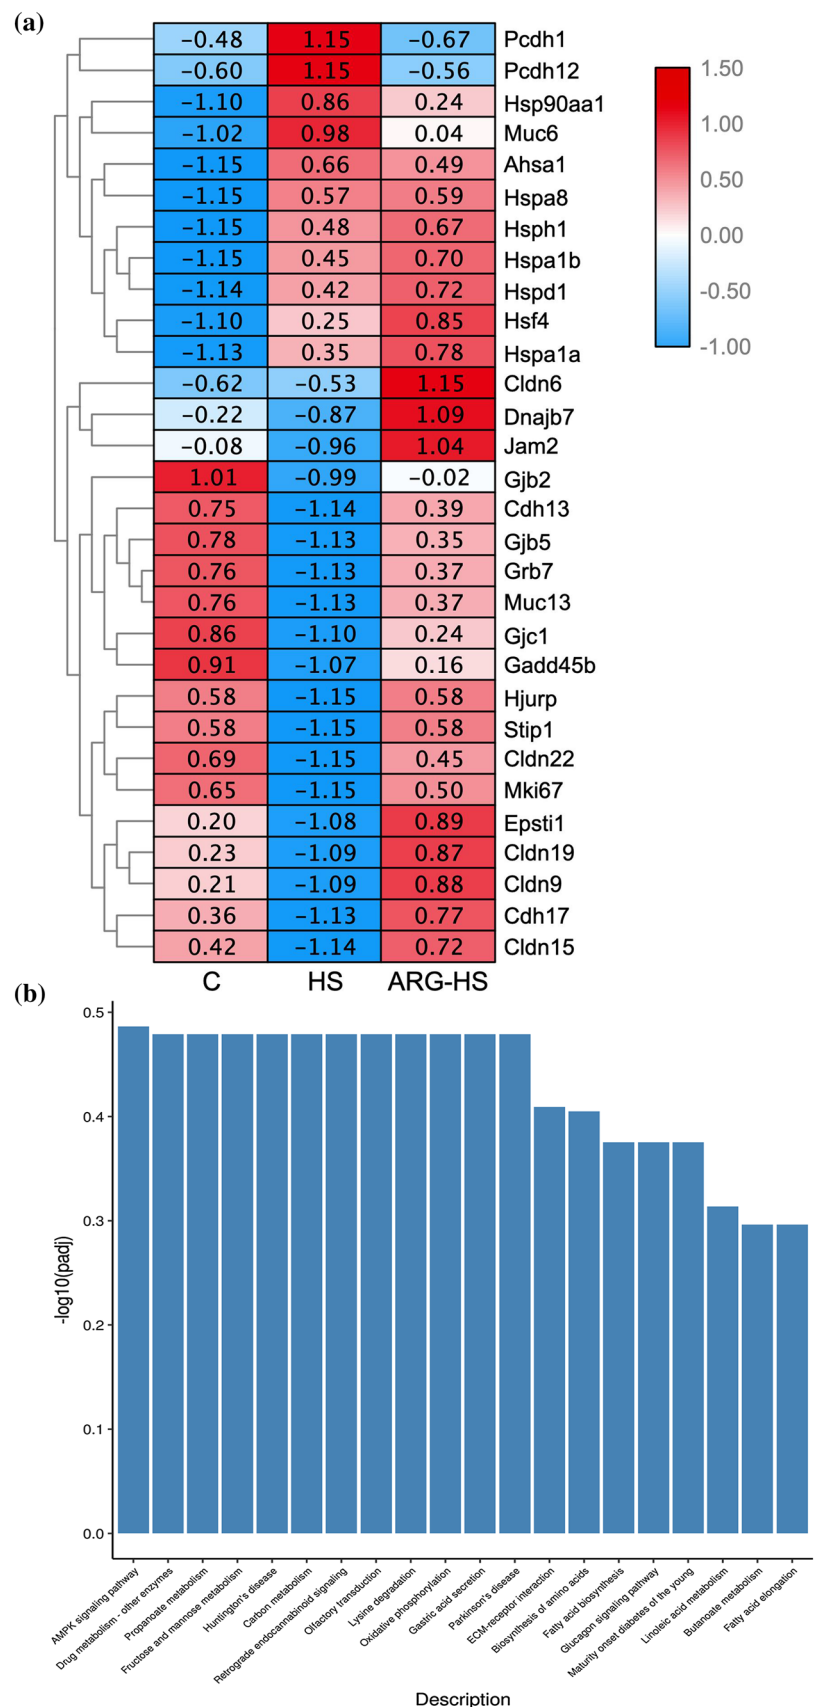 (a)
−0.48 1.15 −0.67 Pcdh1
−0.60 1.15 −0.56 Pcdh12
−1.10 0.86 0.24 Hsp90aa1
−1.02 0.98 0.04 Muc6
−1.15 0.66 0.49 Ahsa1
−1.15 0.57 0.59 Hspa8
−1.15 0.48 0.67 Hsph1
−1.15 0.45 0.70 Hspa1b
−1.14 0.42 0.72 Hspd1
−1.10 0.25 0.85 Hsf4
−1.13 0.35 0.78 Hspa1a
−0.62 −0.53 1.15 Cldn6
−0.22 −0.87 1.09 Dnajb7
−0.08 −0.96 1.04 Jam2
1.01 −0.99 −0.02 Gjb2
0.75 −1.14 0.39 Cdh13
0.78 −1.13 0.35 Gjb5
0.76 −1.13 0.37 Grb7
0.76 −1.13 0.37 Muc13
0.86 −1.10 0.24 Gjc1
0.91 −1.07 0.16 Gadd45b
0.58 −1.15 0.58 Hjurp
0.58 −1.15 0.58 Stip1
0.69 −1.15 0.45 Cldn22
0.65 −1.15 0.50 Mki67
0.20 −1.08 0.89 Epsti1
0.23 −1.09 0.87 Cldn19
0.21 −1.09 0.88 Cldn9
0.36 −1.13 0.77 Cdh17
0.42 −1.14 0.72 Cldn15
C HS ARG-HS
1.50
1.00
0.50
0.00
-0.50
-1.00
(b)
-log10(padj)
0.5
0.4
0.3
0.2
0.1
0.0
AMPK signaling pathway
Drug metabolism - other enzymes
Propanoate metabolism
Fructose and mannose metabolism
Huntington's disease
Carbon metabolism
Retrograde endocannabinoid signaling
Olfactory transduction
Lysine degradation
Oxidative phosphorylation
Gastric acid secretion
Parkinson's disease
ECM-receptor interaction
Biosynthesis of amino acids
Fatty acid biosynthesis
Glucagon signaling pathway
Maturity onset diabetes of the young
Linoleic acid metabolism
Butanoate metabolism
Fatty acid elongation
Description